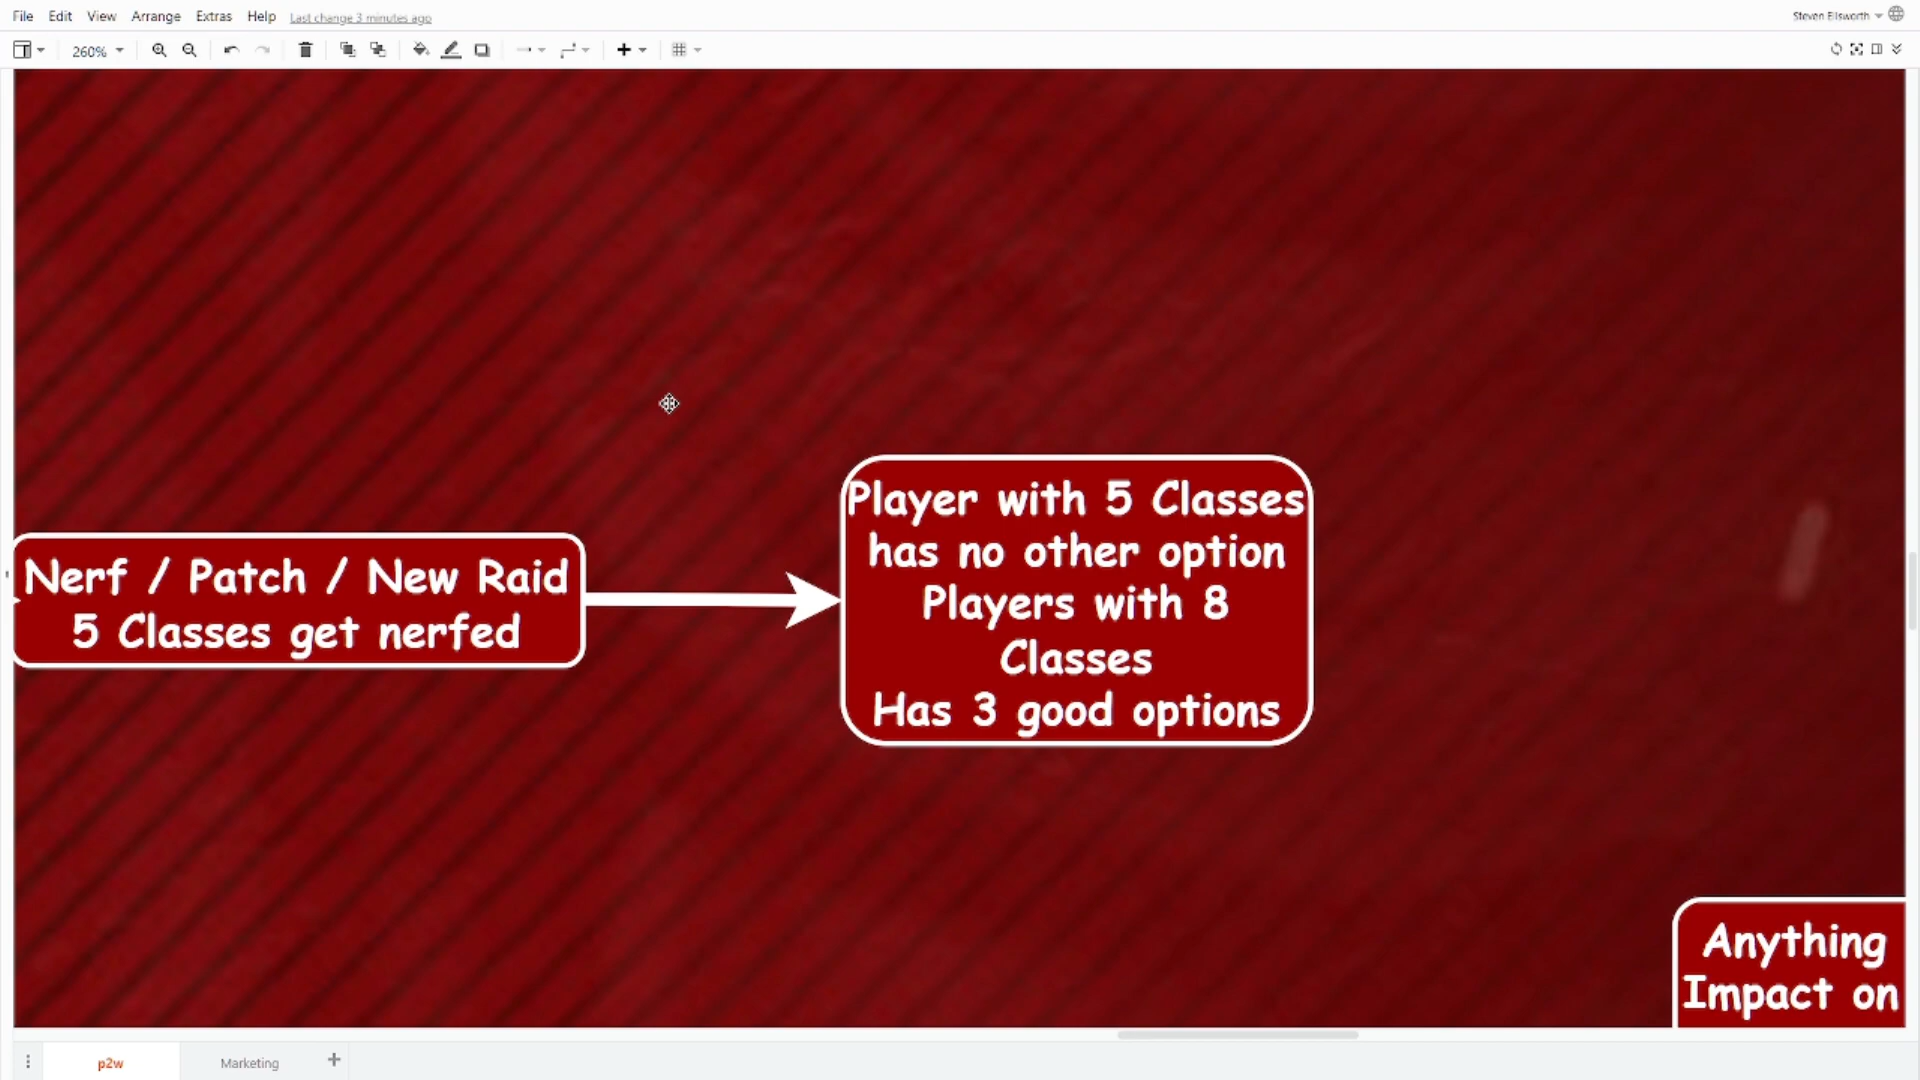 File Edit View Arrange Extras Help Last change 3 minutes ago
Steven Ellsworth
260%
Nerf / Patch / New Raid
5 Classes get nerfed
Player with 5 Classes
has no other option
Players with 8
Classes
Has 3 good options
Anything
Impact on
p2w Marketing